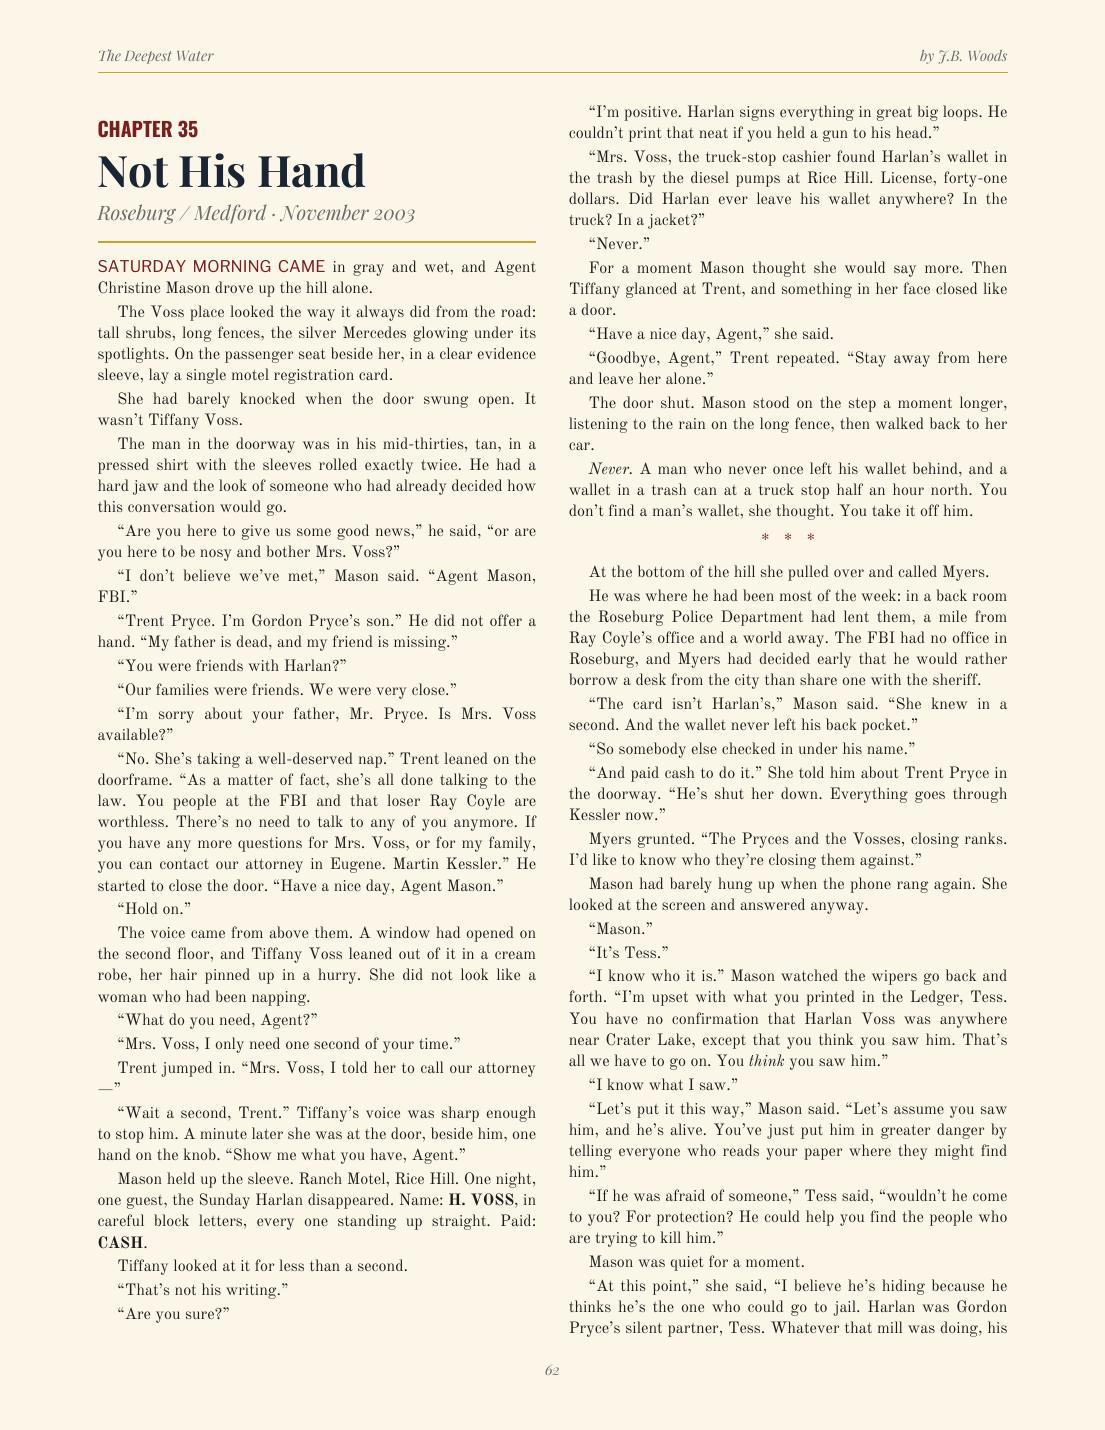 The Deepest Water
by J.B. Woods
CHAPTER 35
Not His Hand
Roseburg / Medford · November 2003
SATURDAY MORNING CAME in gray and wet, and Agent
Christine Mason drove up the hill alone.
The Voss place looked the way it always did from the road:
tall shrubs, long fences, the silver Mercedes glowing under its
spotlights. On the passenger seat beside her, in a clear evidence
sleeve, lay a single motel registration card.
She had barely knocked when the door swung open. It
wasn’t Tiffany Voss.
The man in the doorway was in his mid-thirties, tan, in a
pressed shirt with the sleeves rolled exactly twice. He had a
hard jaw and the look of someone who had already decided how
this conversation would go.
“Are you here to give us some good news,” he said, “or are
you here to be nosy and bother Mrs. Voss?”
“I don’t believe we’ve met,” Mason said. “Agent Mason,
FBI.”
“Trent Pryce. I’m Gordon Pryce’s son.” He did not offer a
hand. “My father is dead, and my friend is missing.”
“You were friends with Harlan?”
“Our families were friends. We were very close.”
“I’m sorry about your father, Mr. Pryce. Is Mrs. Voss
available?”
“No. She’s taking a well-deserved nap.” Trent leaned on the
doorframe. “As a matter of fact, she’s all done talking to the
law. You people at the FBI and that loser Ray Coyle are
worthless. There’s no need to talk to any of you anymore. If
you have any more questions for Mrs. Voss, or for my family,
you can contact our attorney in Eugene. Martin Kessler.” He
started to close the door. “Have a nice day, Agent Mason.”
“Hold on.”
The voice came from above them. A window had opened on
the second floor, and Tiffany Voss leaned out of it in a cream
robe, her hair pinned up in a hurry. She did not look like a
woman who had been napping.
“What do you need, Agent?”
“Mrs. Voss, I only need one second of your time.”
Trent jumped in. “Mrs. Voss, I told her to call our attorney
—”
“Wait a second, Trent.” Tiffany’s voice was sharp enough
to stop him. A minute later she was at the door, beside him, one
hand on the knob. “Show me what you have, Agent.”
Mason held up the sleeve. Ranch Motel, Rice Hill. One night,
one guest, the Sunday Harlan disappeared. Name: H. VOSS, in
careful block letters, every one standing up straight. Paid:
CASH.
Tiffany looked at it for less than a second.
“That’s not his writing.”
“Are you sure?”
“I’m positive. Harlan signs everything in great big loops. He
couldn’t print that neat if you held a gun to his head.”
“Mrs. Voss, the truck-stop cashier found Harlan’s wallet in
the trash by the diesel pumps at Rice Hill. License, forty-one
dollars. Did Harlan ever leave his wallet anywhere? In the
truck? In a jacket?”
“Never.”
For a moment Mason thought she would say more. Then
Tiffany glanced at Trent, and something in her face closed like
a door.
“Have a nice day, Agent,” she said.
“Goodbye, Agent,” Trent repeated. “Stay away from here
and leave her alone.”
The door shut. Mason stood on the step a moment longer,
listening to the rain on the long fence, then walked back to her
car.
Never. A man who never once left his wallet behind, and a
wallet in a trash can at a truck stop half an hour north. You
don’t find a man’s wallet, she thought. You take it off him.
* * *
At the bottom of the hill she pulled over and called Myers.
He was where he had been most of the week: in a back room
the Roseburg Police Department had lent them, a mile from
Ray Coyle’s office and a world away. The FBI had no office in
Roseburg, and Myers had decided early that he would rather
borrow a desk from the city than share one with the sheriff.
“The card isn’t Harlan’s,” Mason said. “She knew in a
second. And the wallet never left his back pocket.”
“So somebody else checked in under his name.”
“And paid cash to do it.” She told him about Trent Pryce in
the doorway. “He’s shut her down. Everything goes through
Kessler now.”
Myers grunted. “The Pryces and the Vosses, closing ranks.
I’d like to know who they’re closing them against.”
Mason had barely hung up when the phone rang again. She
looked at the screen and answered anyway.
“Mason.”
“It’s Tess.”
“I know who it is.” Mason watched the wipers go back and
forth. “I’m upset with what you printed in the Ledger, Tess.
You have no confirmation that Harlan Voss was anywhere
near Crater Lake, except that you think you saw him. That’s
all we have to go on. You think you saw him.”
“I know what I saw.”
“Let’s put it this way,” Mason said. “Let’s assume you saw
him, and he’s alive. You’ve just put him in greater danger by
telling everyone who reads your paper where they might find
him.”
“If he was afraid of someone,” Tess said, “wouldn’t he come
to you? For protection? He could help you find the people who
are trying to kill him.”
Mason was quiet for a moment.
“At this point,” she said, “I believe he’s hiding because he
thinks he’s the one who could go to jail. Harlan was Gordon
Pryce’s silent partner, Tess. Whatever that mill was doing, his
62